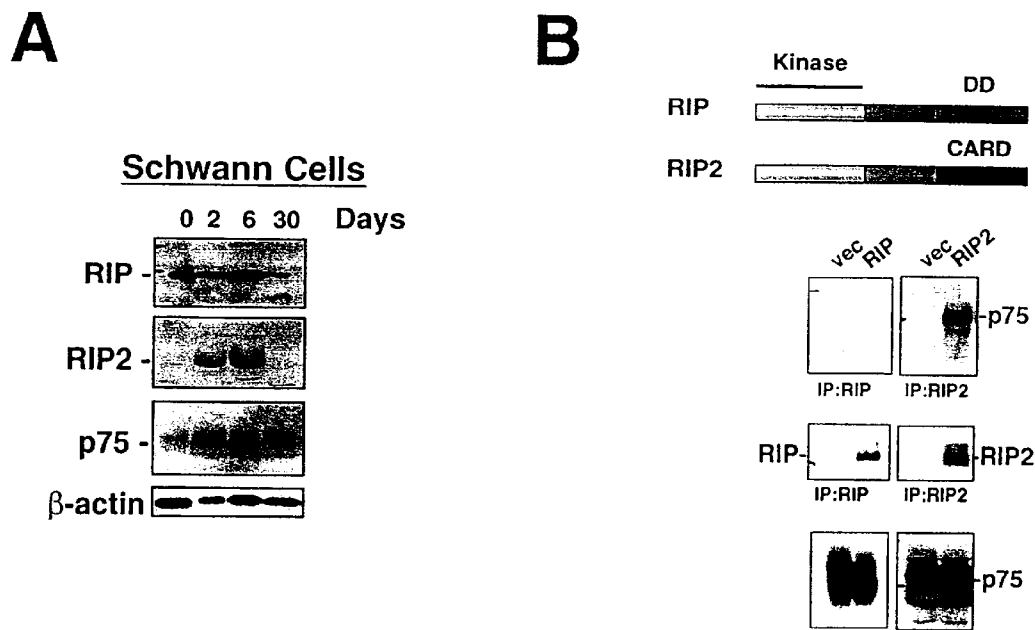 A
Schwann Cells
0 2 6 30 Days
RIP -
RIP2 -
p75 -
β-actin
B
Kinase
DD
RIP
CARD
RIP2
vec RIP vec RIP2
-p75
IP:RIP IP:RIP2
RIP- -RIP2
IP:RIP IP:RIP2
-p75